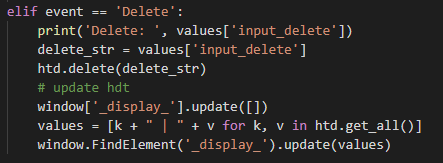 elif event == 'Delete':
    print('Delete: ', values['input_delete'])
    delete_str = values['input_delete']
    htd.delete(delete_str)
    # update hdt
    window['_display_'].update([])
    values = [k + " | " + v for k, v in htd.get_all()]
    window.FindElement('_display_').update(values)